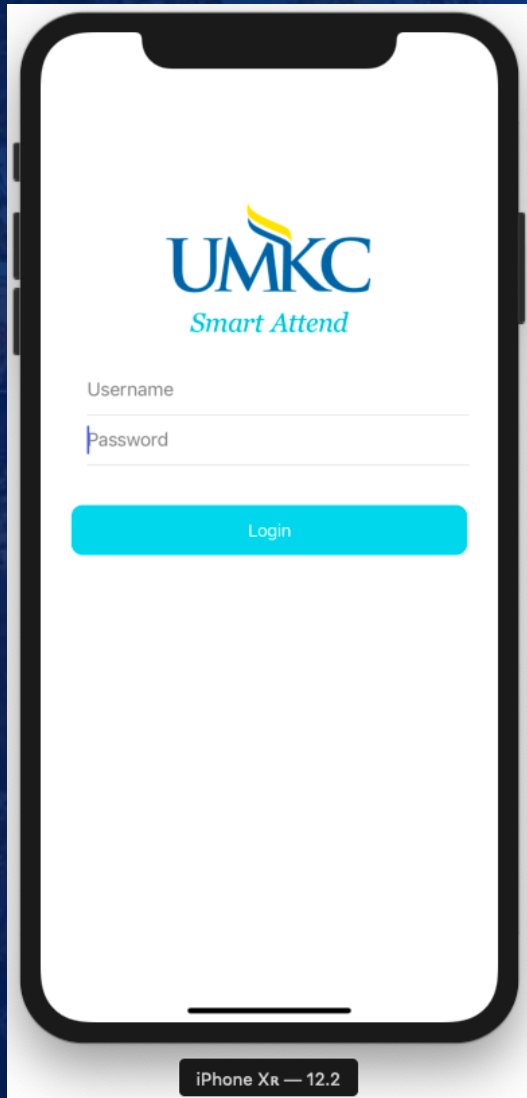 UMKC
Smart Attend
Username
Password
Login
iPhone Xʀ — 12.2